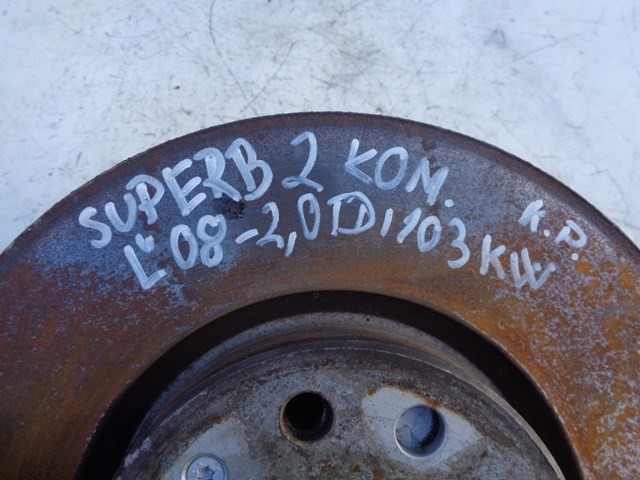 SUPERB 2 KOM.
L" 08-2,0TDi 103 KW
K.P.